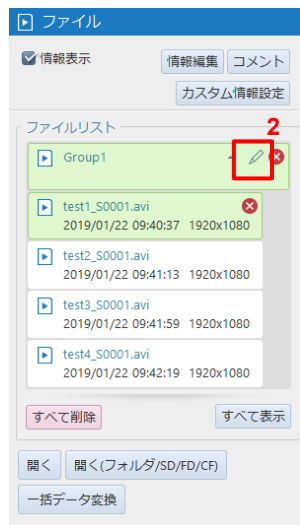 ファイル
情報表示 情報編集 コメント
カスタム情報設定
ファイルリスト 2
Group1
test1_S0001.avi
2019/01/22 09:40:37 1920x1080
test2_S0001.avi
2019/01/22 09:41:13 1920x1080
test3_S0001.avi
2019/01/22 09:41:59 1920x1080
test4_S0001.avi
2019/01/22 09:42:19 1920x1080
すべて削除 すべて表示
開く 開く(フォルダ/SD/FD/CF)
一括データ変換